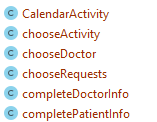 C CalendarActivity
C chooseActivity
C chooseDoctor
C chooseRequests
C completeDoctorInfo
C completePatientInfo